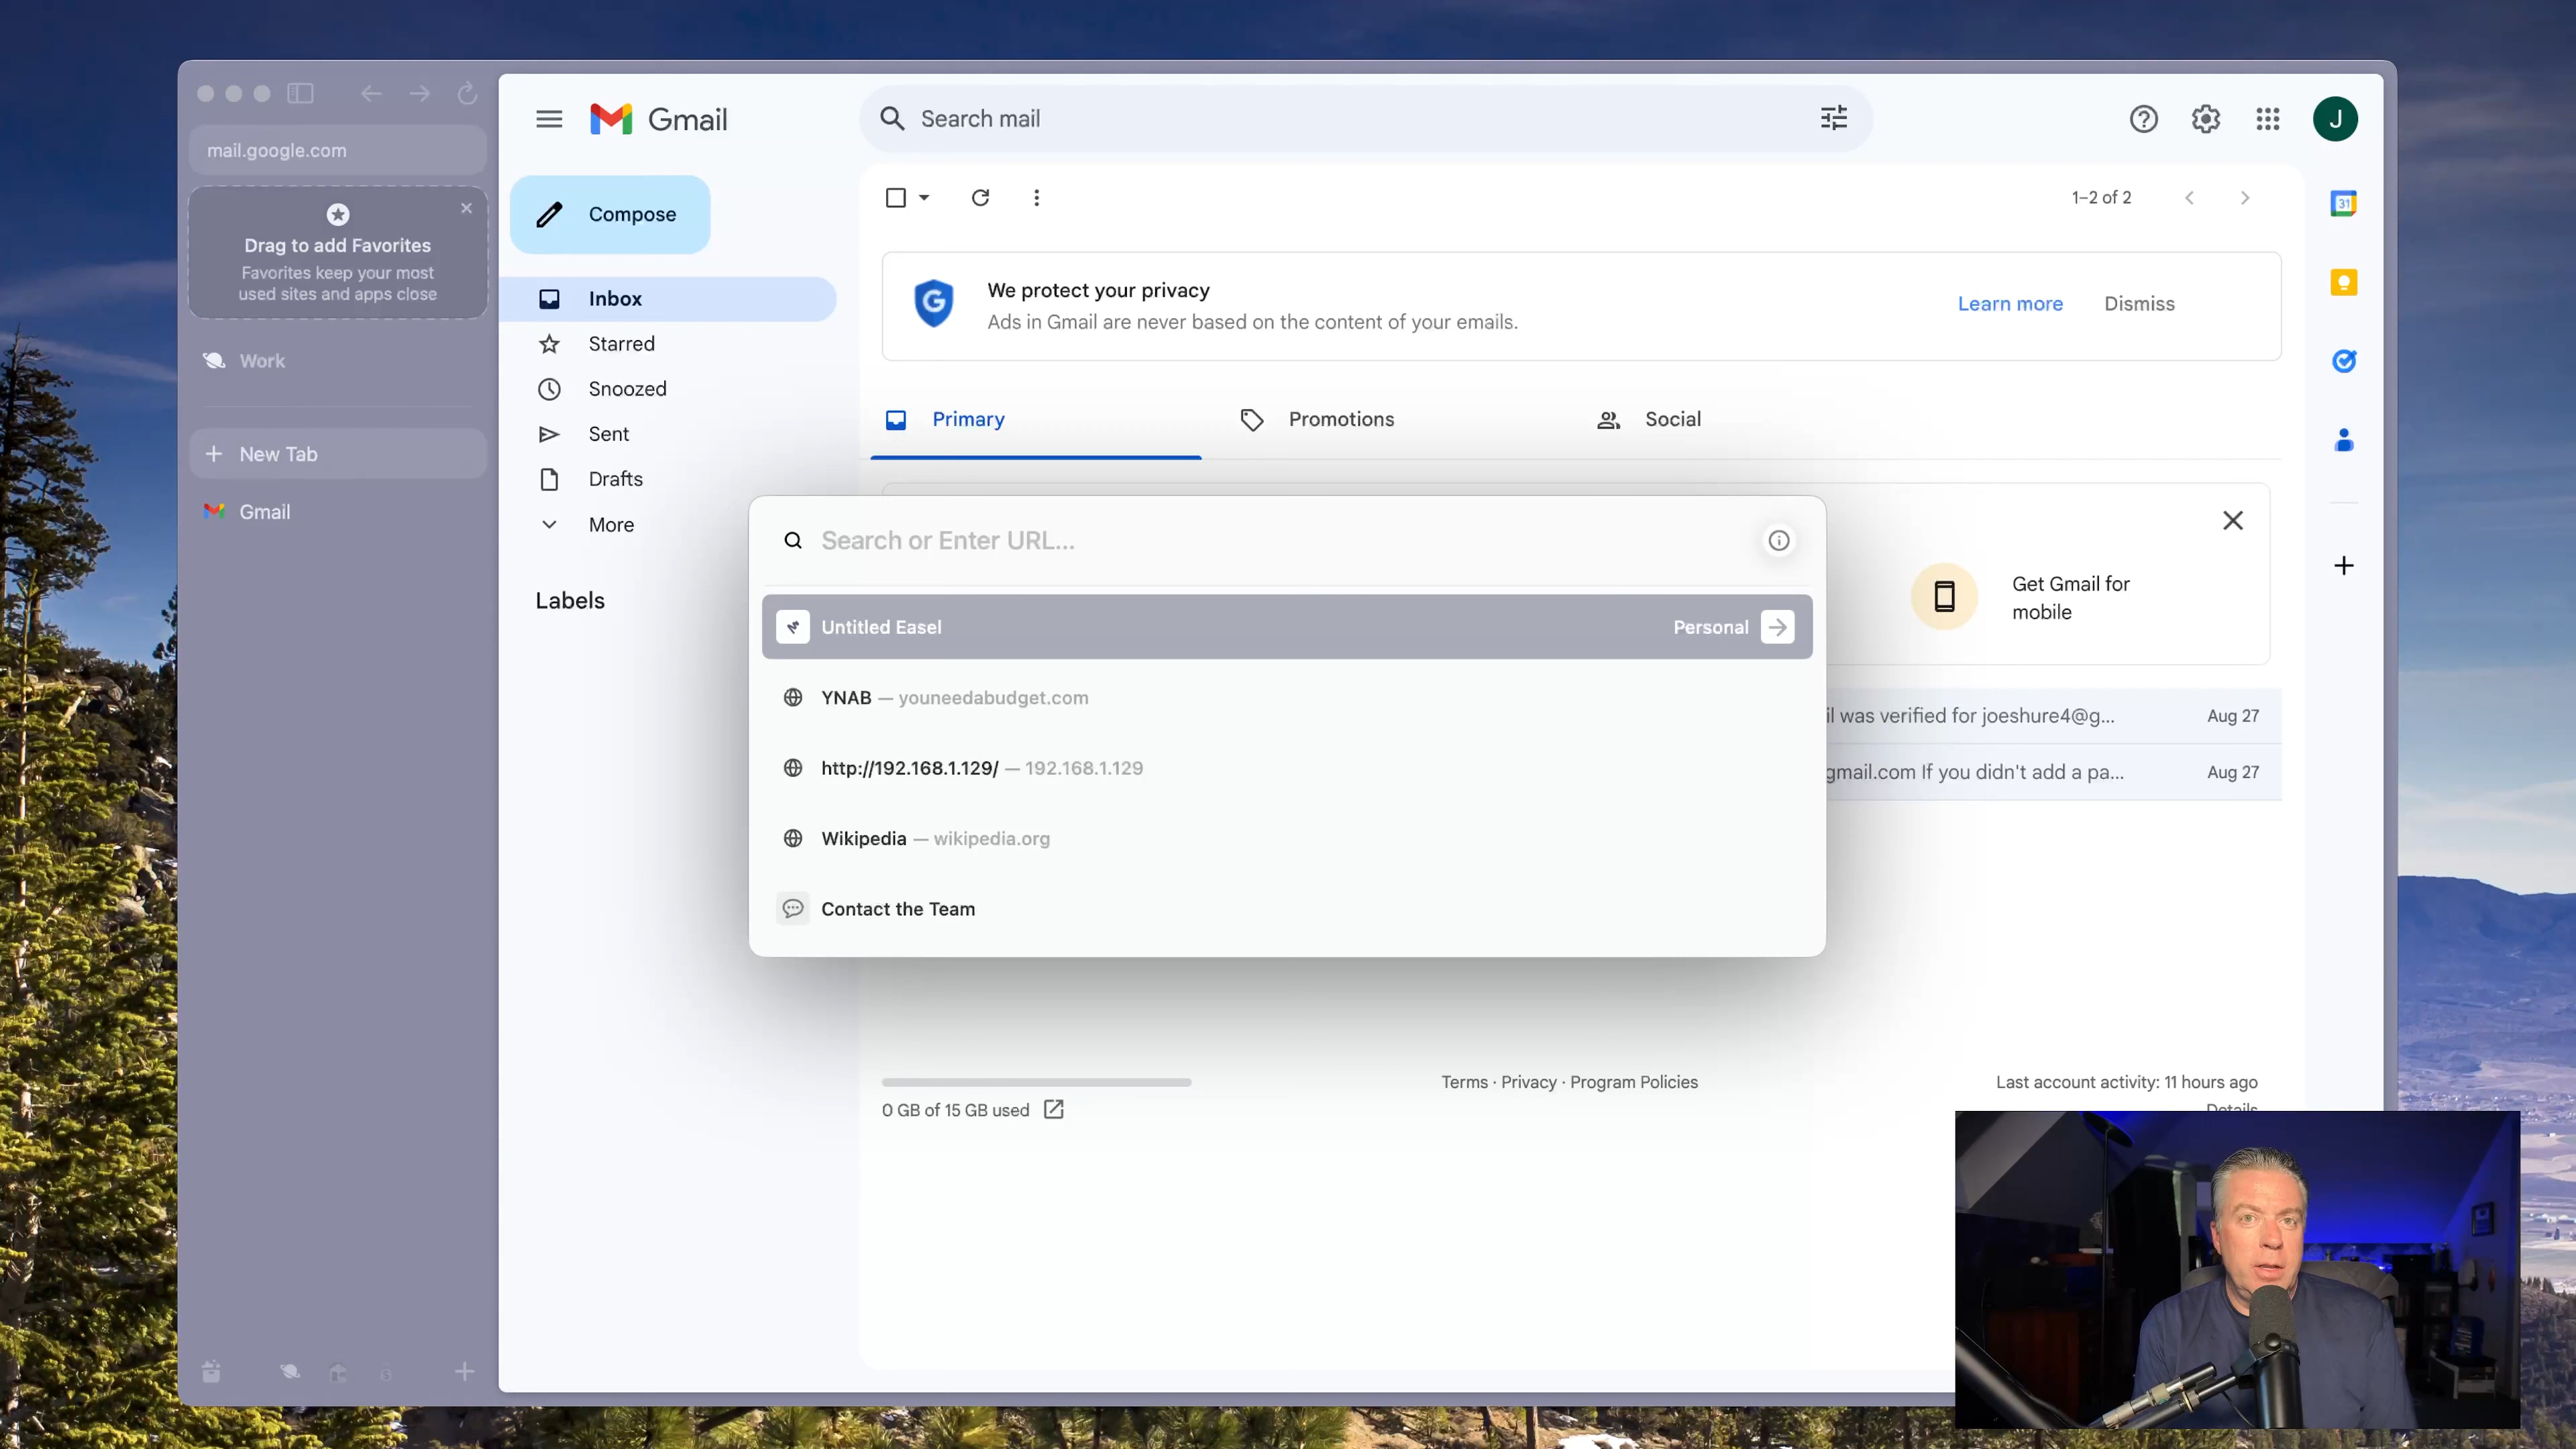 mail.google.com
Drag to add Favorites
Favorites keep your most
used sites and apps close
Work
New Tab
Gmail
Gmail
Search mail
J
Compose
Inbox
Starred
Snoozed
Sent
Drafts
More
Labels
1–2 of 2
We protect your privacy
Ads in Gmail are never based on the content of your emails.
Learn more
Dismiss
Primary
Promotions
Social
Search or Enter URL...
Untitled Easel
Personal
YNAB — youneedabudget.com
http://192.168.1.129/ — 192.168.1.129
Wikipedia — wikipedia.org
Contact the Team
Get Gmail for
mobile
was verified for joeshure4@g...
Aug 27
gmail.com If you didn't add a pa...
Aug 27
0 GB of 15 GB used
Terms · Privacy · Program Policies
Last account activity: 11 hours ago
Details
31